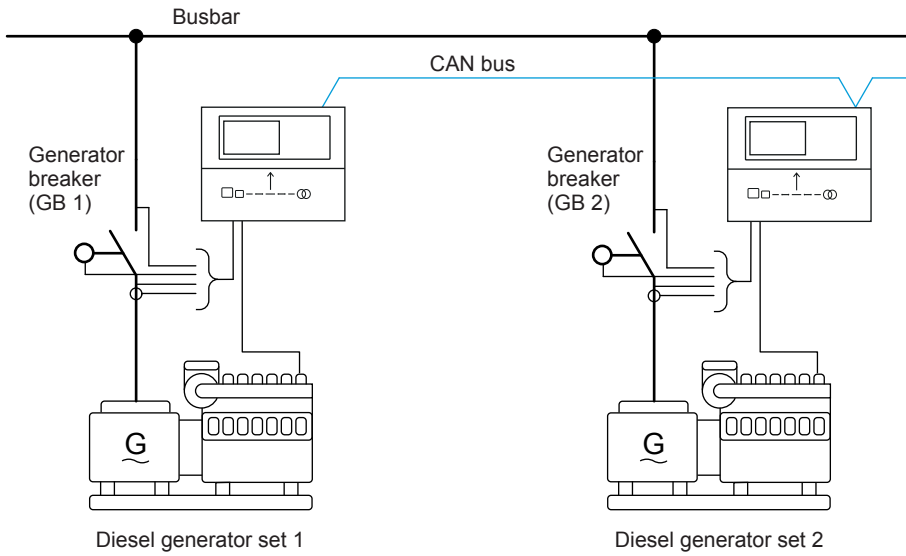 Busbar
CAN bus
Generator
breaker
(GB 1)
Generator
breaker
(GB 2)
G
G
Diesel generator set 1
Diesel generator set 2